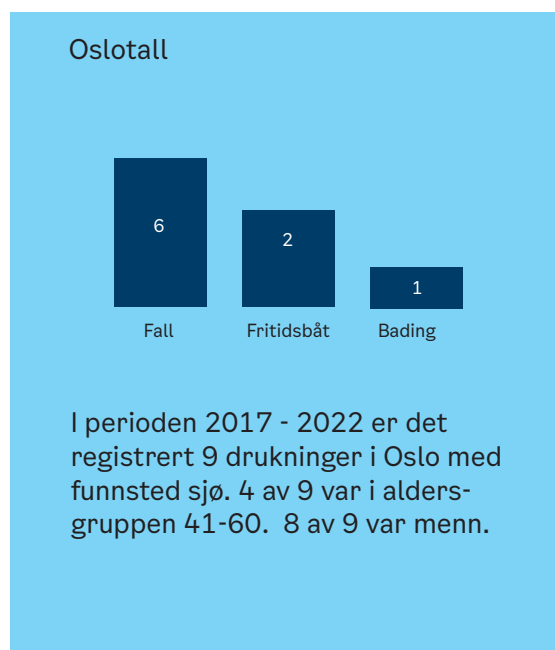 Oslotall
6
2
1
Fall
Fritidsbåt
Bading
I perioden 2017 - 2022 er det
registrert 9 drukninger i Oslo med
funnsted sjø. 4 av 9 var i alders-
gruppen 41-60.  8 av 9 var menn.